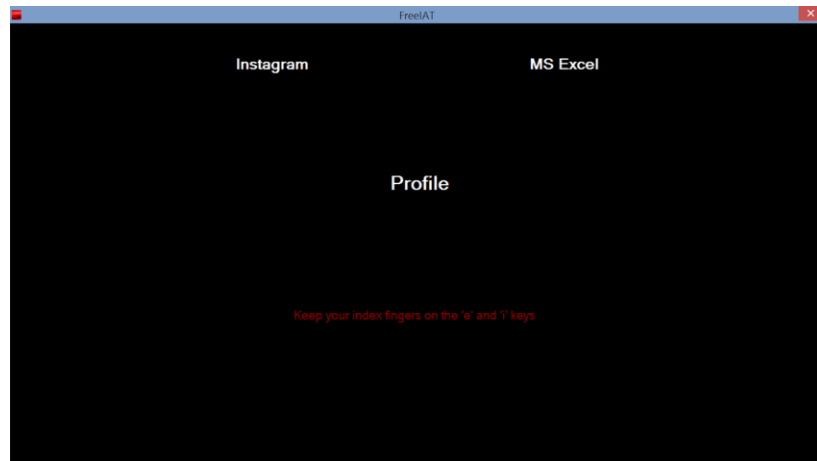 FreeIAT
Instagram MS Excel
Profile
Keep your index fingers on the 'e' and 'i' keys